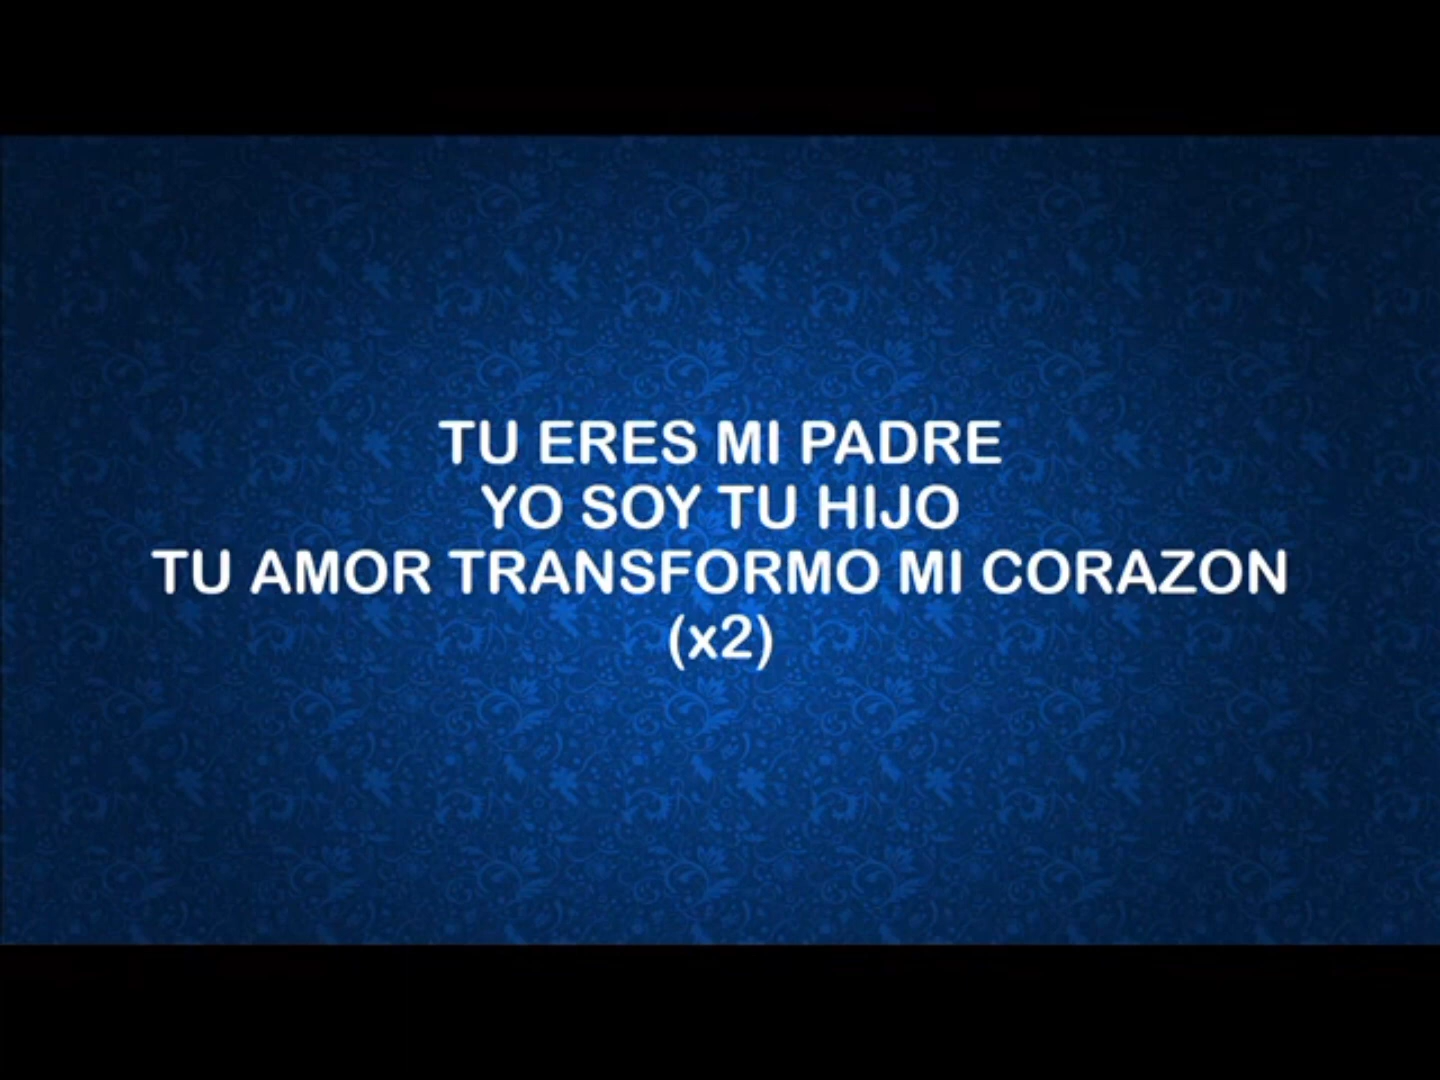 TU ERES MI PADRE
YO SOY TU HIJO
TU AMOR TRANSFORMO MI CORAZON
(x2)